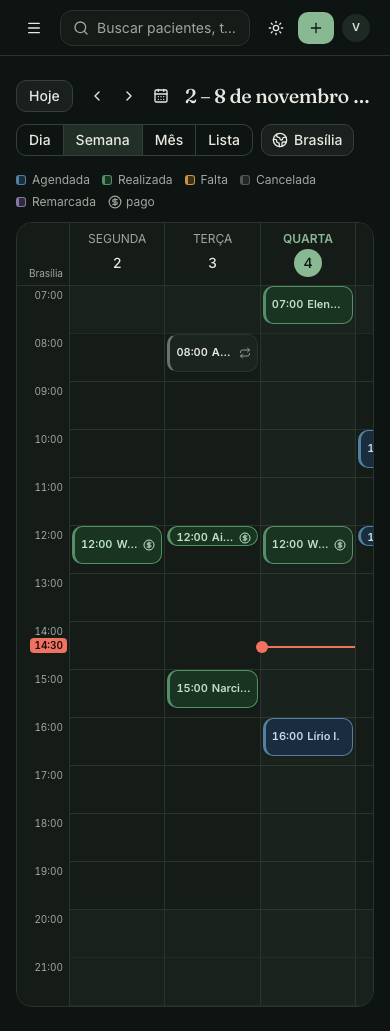 Buscar pacientes, t...
V
Hoje
2 – 8 de novembro ...
Dia Semana Mês Lista Brasília
Agendada Realizada Falta Cancelada
Remarcada pago
SEGUNDA TERÇA QUARTA
Brasília 2 3 4
07:00 07:00 Elen...
08:00 08:00 A...
09:00
10:00 1
11:00
12:00 12:00 W... 12:00 Ai... 12:00 W... 1
13:00
14:00
14:30
15:00 15:00 Narci...
16:00 16:00 Lírio I.
17:00
18:00
19:00
20:00
21:00